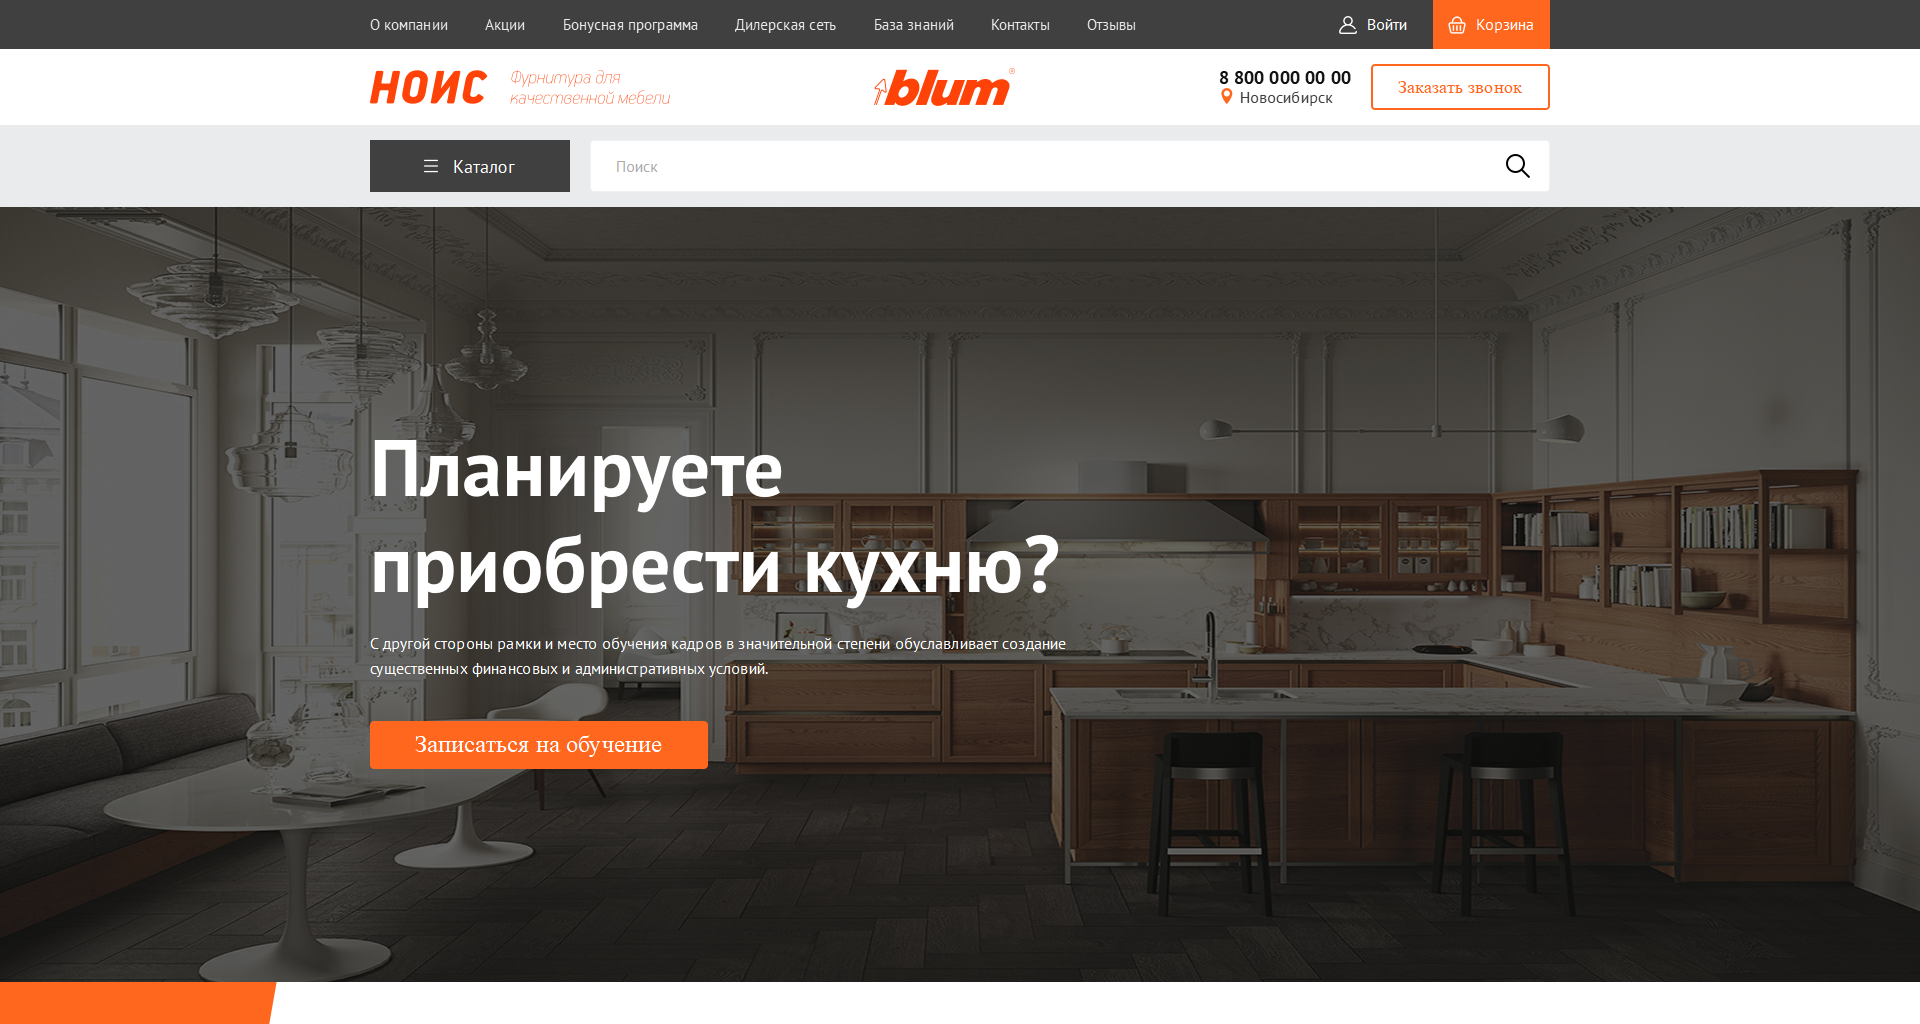 О компании
Акции
Бонусная программа
Дилерская сеть
База знаний
Контакты
Отзывы
Войти
Корзина
НОИС
Фурнитура для
качественной мебели
blum®
8 800 000 00 00
Новосибирск
Заказать звонок
Каталог
Поиск
Планируете
приобрести кухню?
С другой стороны рамки и место обучения кадров в значительной степени обуславливает создание
существенных финансовых и административных условий.
Записаться на обучение